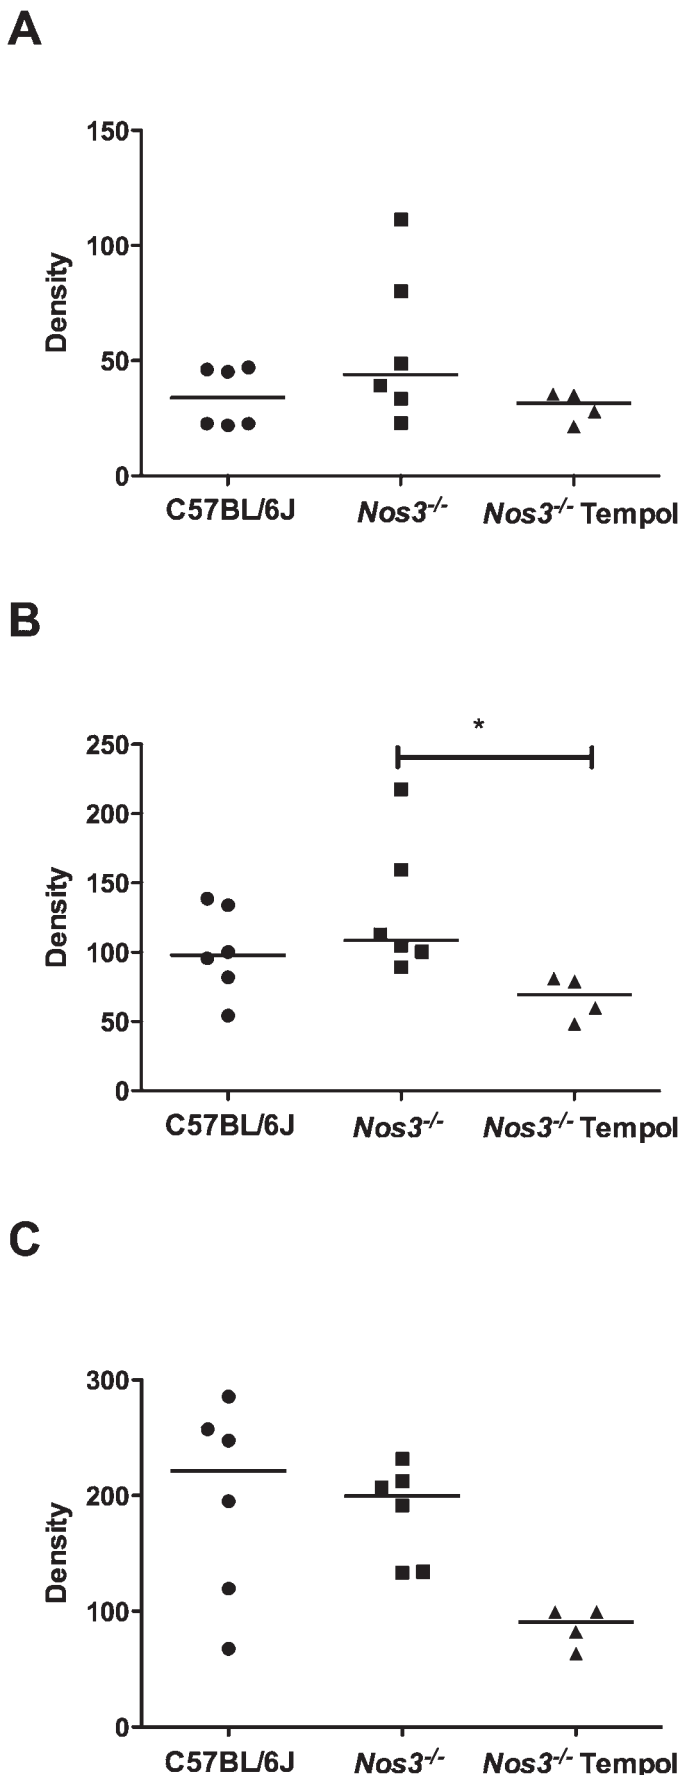 A
150
100
50
0
Density
C57BL/6J Nos3-/- Nos3-/- Tempol
B
*
250
200
150
100
50
0
Density
C57BL/6J Nos3-/- Nos3-/- Tempol
C
300
200
100
0
Density
C57BL/6J Nos3-/- Nos3-/- Tempol